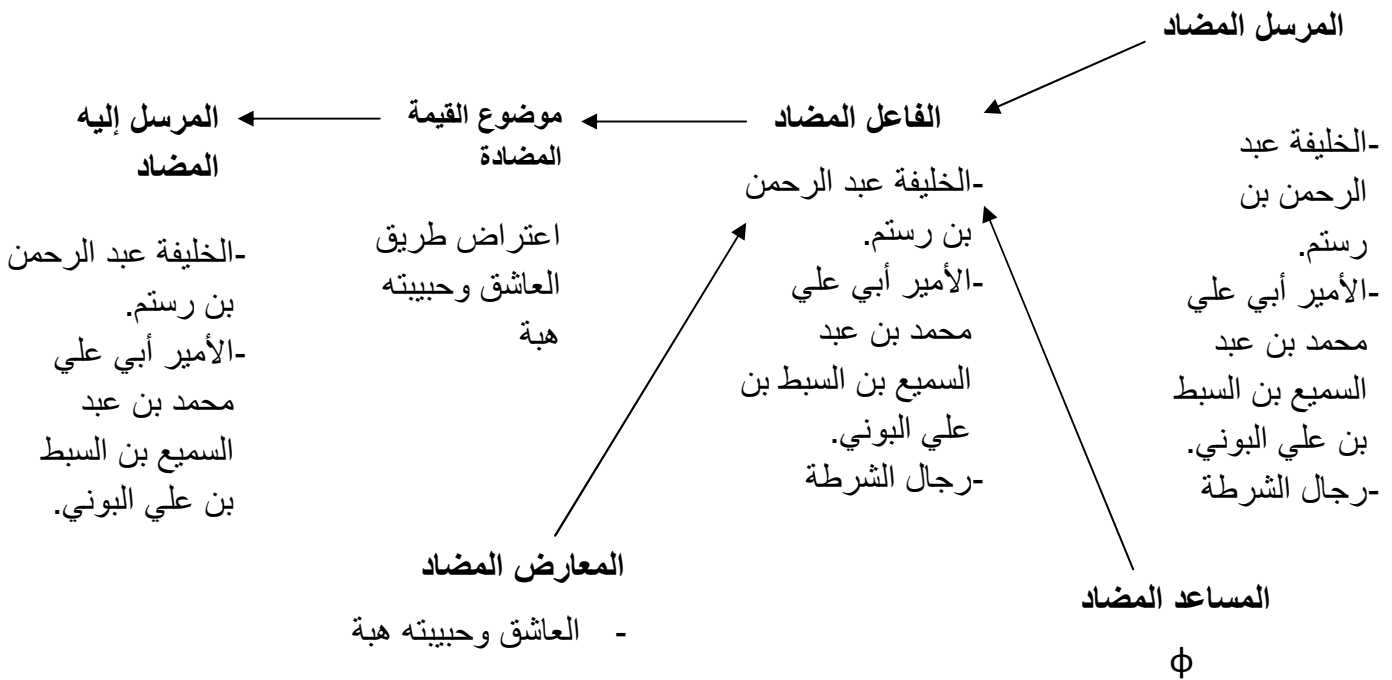 المرسل المضاد
-الخليفة عبد
الرحمن بن
رستم.
-الأمير أبي علي
محمد بن عبد
السميع بن السبط
بن علي البوني.
-رجال الشرطة
الفاعل المضاد
-الخليفة عبد الرحمن
بن رستم.
-الأمير أبي علي
محمد بن عبد
السميع بن السبط بن
علي البوني.
-رجال الشرطة
موضوع القيمة
المضادة
اعتراض طريق
العاشق وحبيبته
هبة
المرسل إليه
المضاد
-الخليفة عبد الرحمن
بن رستم.
-الأمير أبي علي
محمد بن عبد
السميع بن السبط
بن علي البوني.
المساعد المضاد
ф
المعارض المضاد
- العاشق وحبيبته هبة